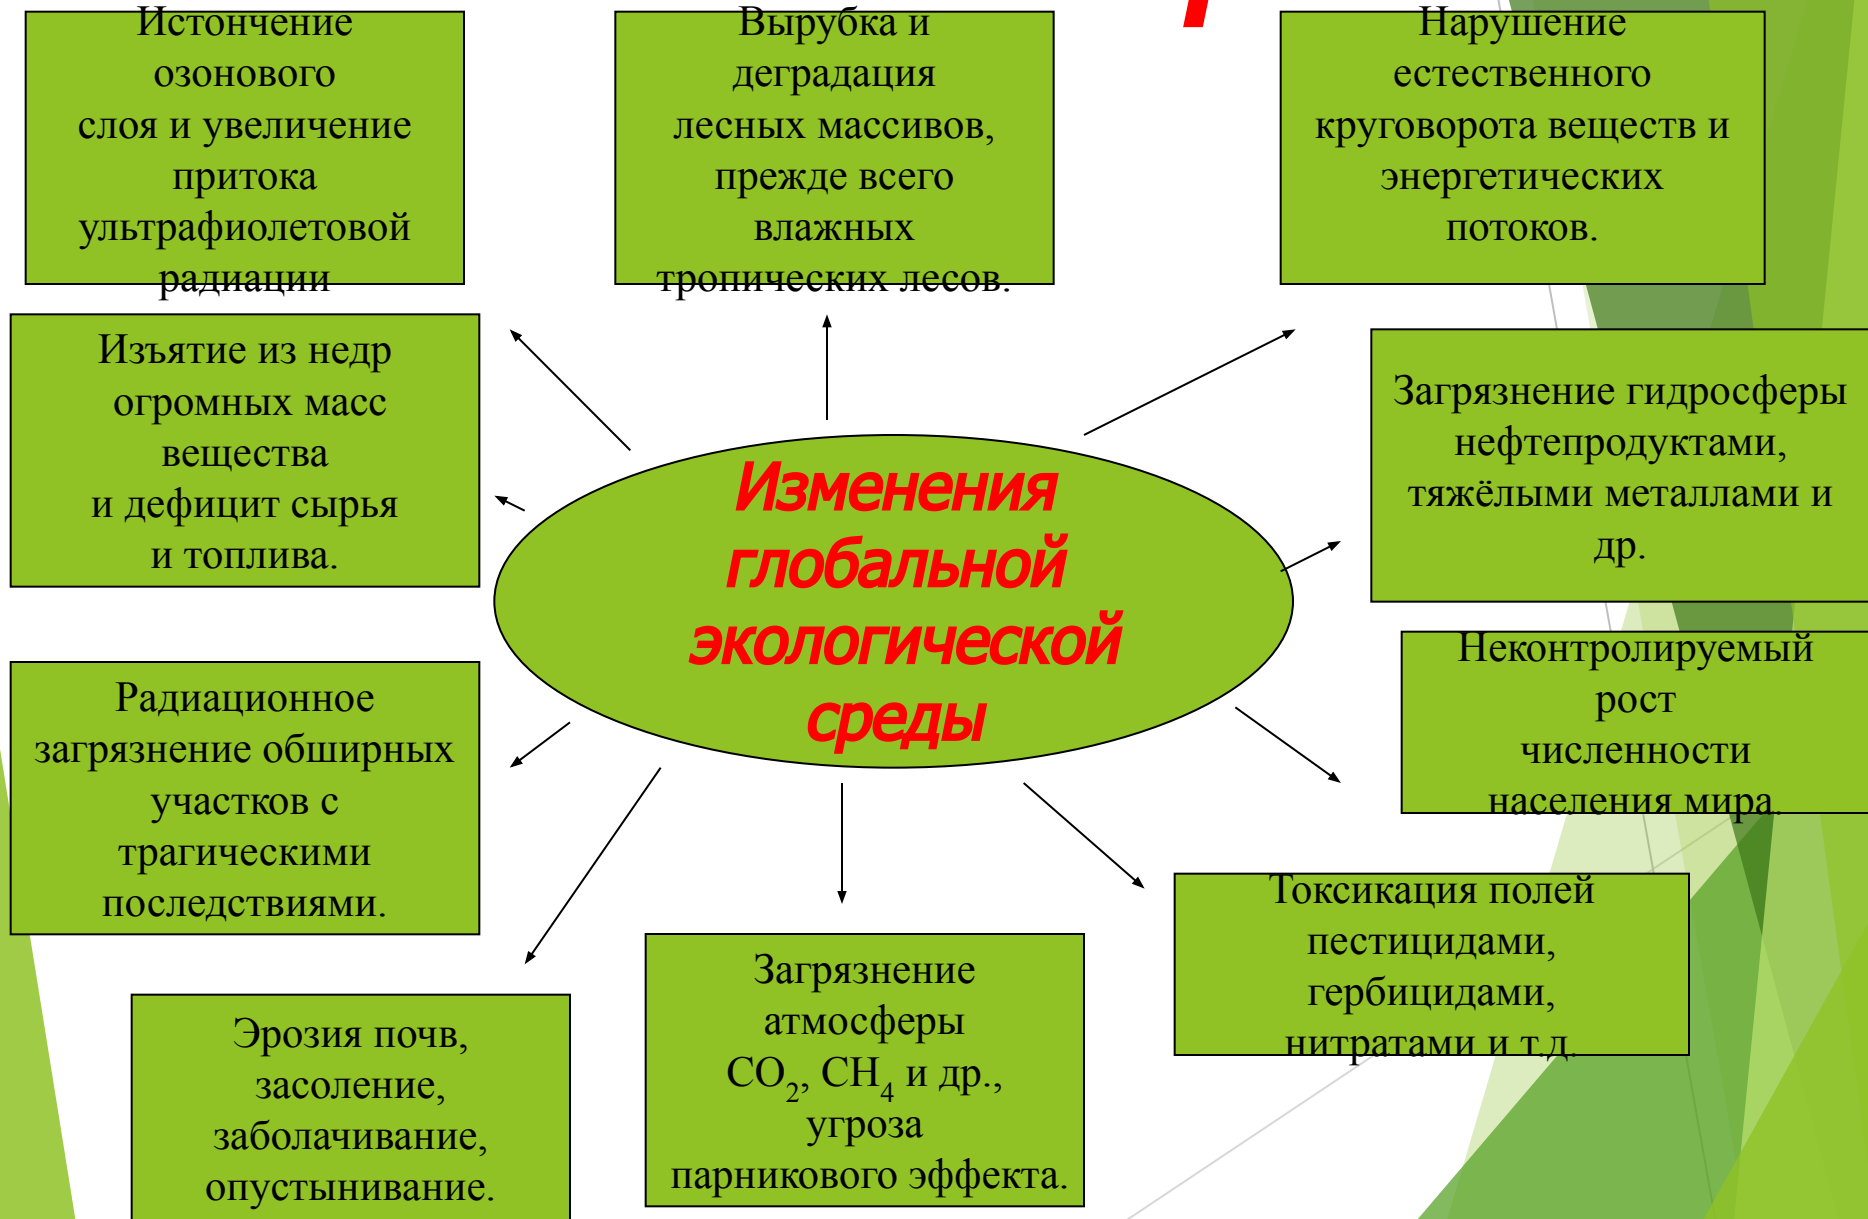 Истончение
озонового
слоя и увеличение
притока
ультрафиолетовой
радиации
Вырубка и
деградация
лесных массивов,
прежде всего
влажных
тропических лесов.
Нарушение
естественного
круговорота веществ и
энергетических
потоков.
Изъятие из недр
огромных масс
вещества
и дефицит сырья
и топлива.
Загрязнение гидросферы
нефтепродуктами,
тяжёлыми металлами и
др.
Изменения
глобальной
экологической
среды
Неконтролируемый
рост
численности
населения мира.
Радиационное
загрязнение обширных
участков с
трагическими
последствиями.
Токсикация полей
пестицидами,
гербицидами,
нитратами и т.д.
Эрозия почв,
засоление,
заболачивание,
опустынивание.
Загрязнение
атмосферы
CO₂, CH₄ и др.,
угроза
парникового эффекта.